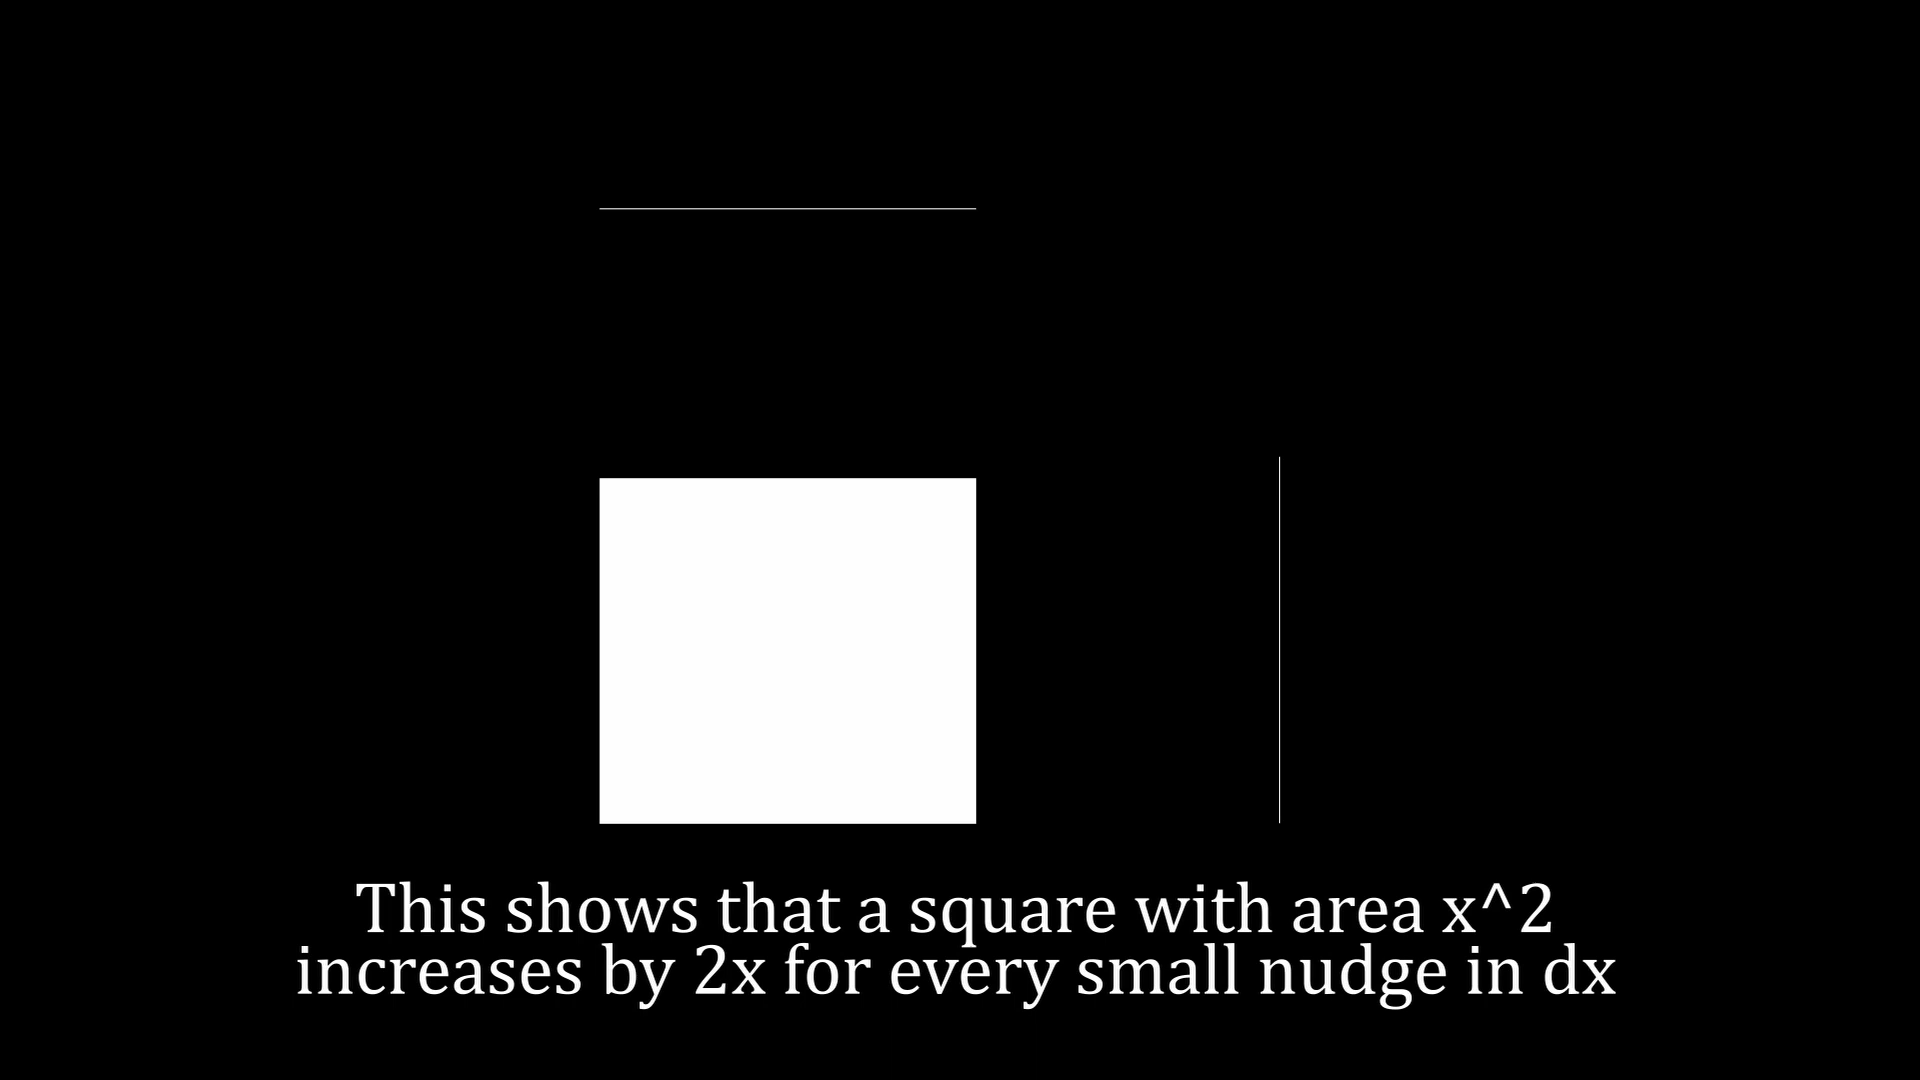 This shows that a square with area x^2
increases by 2x for every small nudge in dx